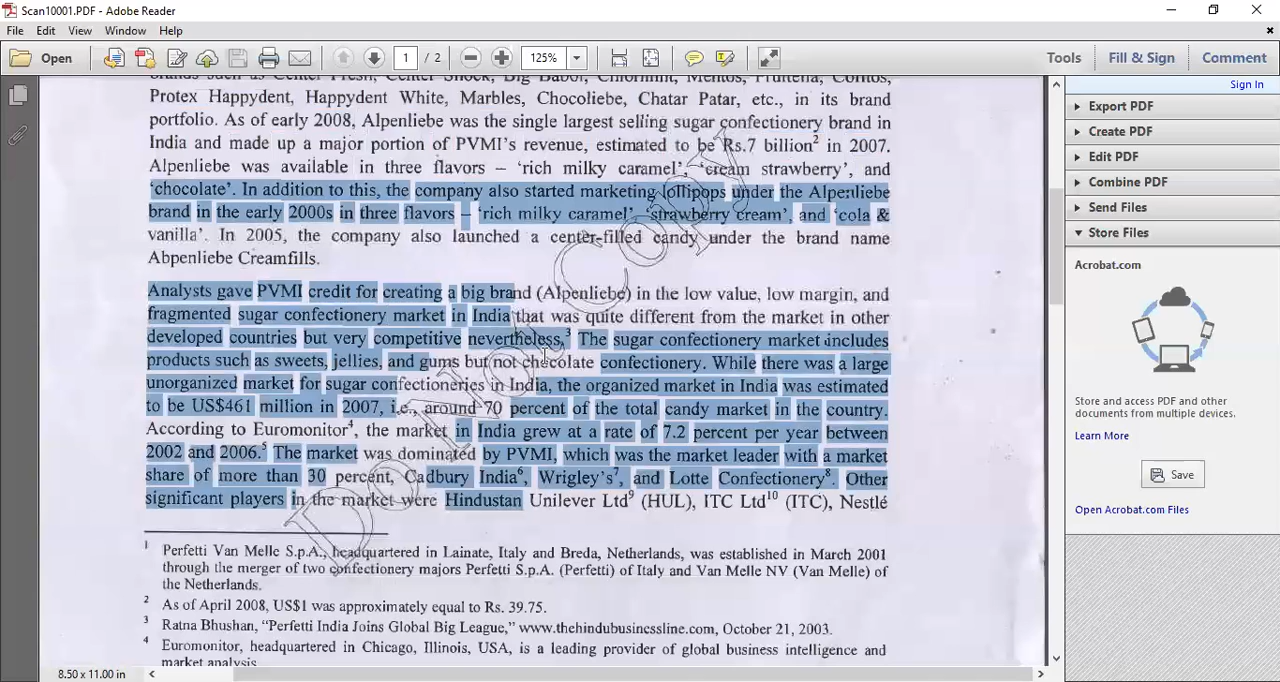 Scan10001.PDF - Adobe Reader
File Edit View Window Help
Open 1 / 2 125% Tools Fill & Sign Comment
brands such as Center Fresh, Center Shock, Big Babol, Chlormint, Mentos, Fruitella,
Protex Happydent, Happydent White, Marbles, Chocoliebe, Chatar Patar, etc., in its brand
portfolio. As of early 2008, Alpenliebe was the single largest selling sugar confectionery brand in
India and made up a major portion of PVMI's revenue, estimated to be Rs.7 billion2 in 2007.
Alpenliebe was available in three flavors – 'rich milky caramel', 'cream strawberry', and
'chocolate'. In addition to this, the company also started marketing lollipops under the Alpenliebe
brand in the early 2000s in three flavors – 'rich milky caramel', 'strawberry cream', and 'cola &
vanilla'. In 2005, the company also launched a center-filled candy under the brand name
Abpenliebe Creamfills.
Analysts gave PVMI credit for creating a big brand (Alpenliebe) in the low value, low margin, and
fragmented sugar confectionery market in India that was quite different from the market in other
developed countries but very competitive nevertheless.3 The sugar confectionery market includes
products such as sweets, jellies, and gums but not chocolate confectionery. While there was a large
unorganized market for sugar confectioneries in India, the organized market in India was estimated
to be US$461 million in 2007, i.e., around 70 percent of the total candy market in the country.
According to Euromonitor4, the market in India grew at a rate of 7.2 percent per year between
2002 and 2006.5 The market was dominated by PVMI, which was the market leader with a market
share of more than 30 percent, Cadbury India6, Wrigley's7, and Lotte Confectionery8. Other
significant players in the market were Hindustan Unilever Ltd9 (HUL), ITC Ltd10 (ITC), Nestlé
1 Perfetti Van Melle S.p.A., headquartered in Lainate, Italy and Breda, Netherlands, was established in March 2001
through the merger of two confectionery majors Perfetti S.p.A. (Perfetti) of Italy and Van Melle NV (Van Melle) of
the Netherlands.
2 As of April 2008, US$1 was approximately equal to Rs. 39.75.
3 Ratna Bhushan, "Perfetti India Joins Global Big League," www.thehindubusinessline.com, October 21, 2003.
4 Euromonitor, headquartered in Chicago, Illinois, USA, is a leading provider of global business intelligence and
market analysis.
Do Not Copy
8.50 x 11.00 in
Sign In
Export PDF
Create PDF
Edit PDF
Combine PDF
Send Files
Store Files
Acrobat.com
Store and access PDF and other
documents from multiple devices.
Learn More
Save
Open Acrobat.com Files